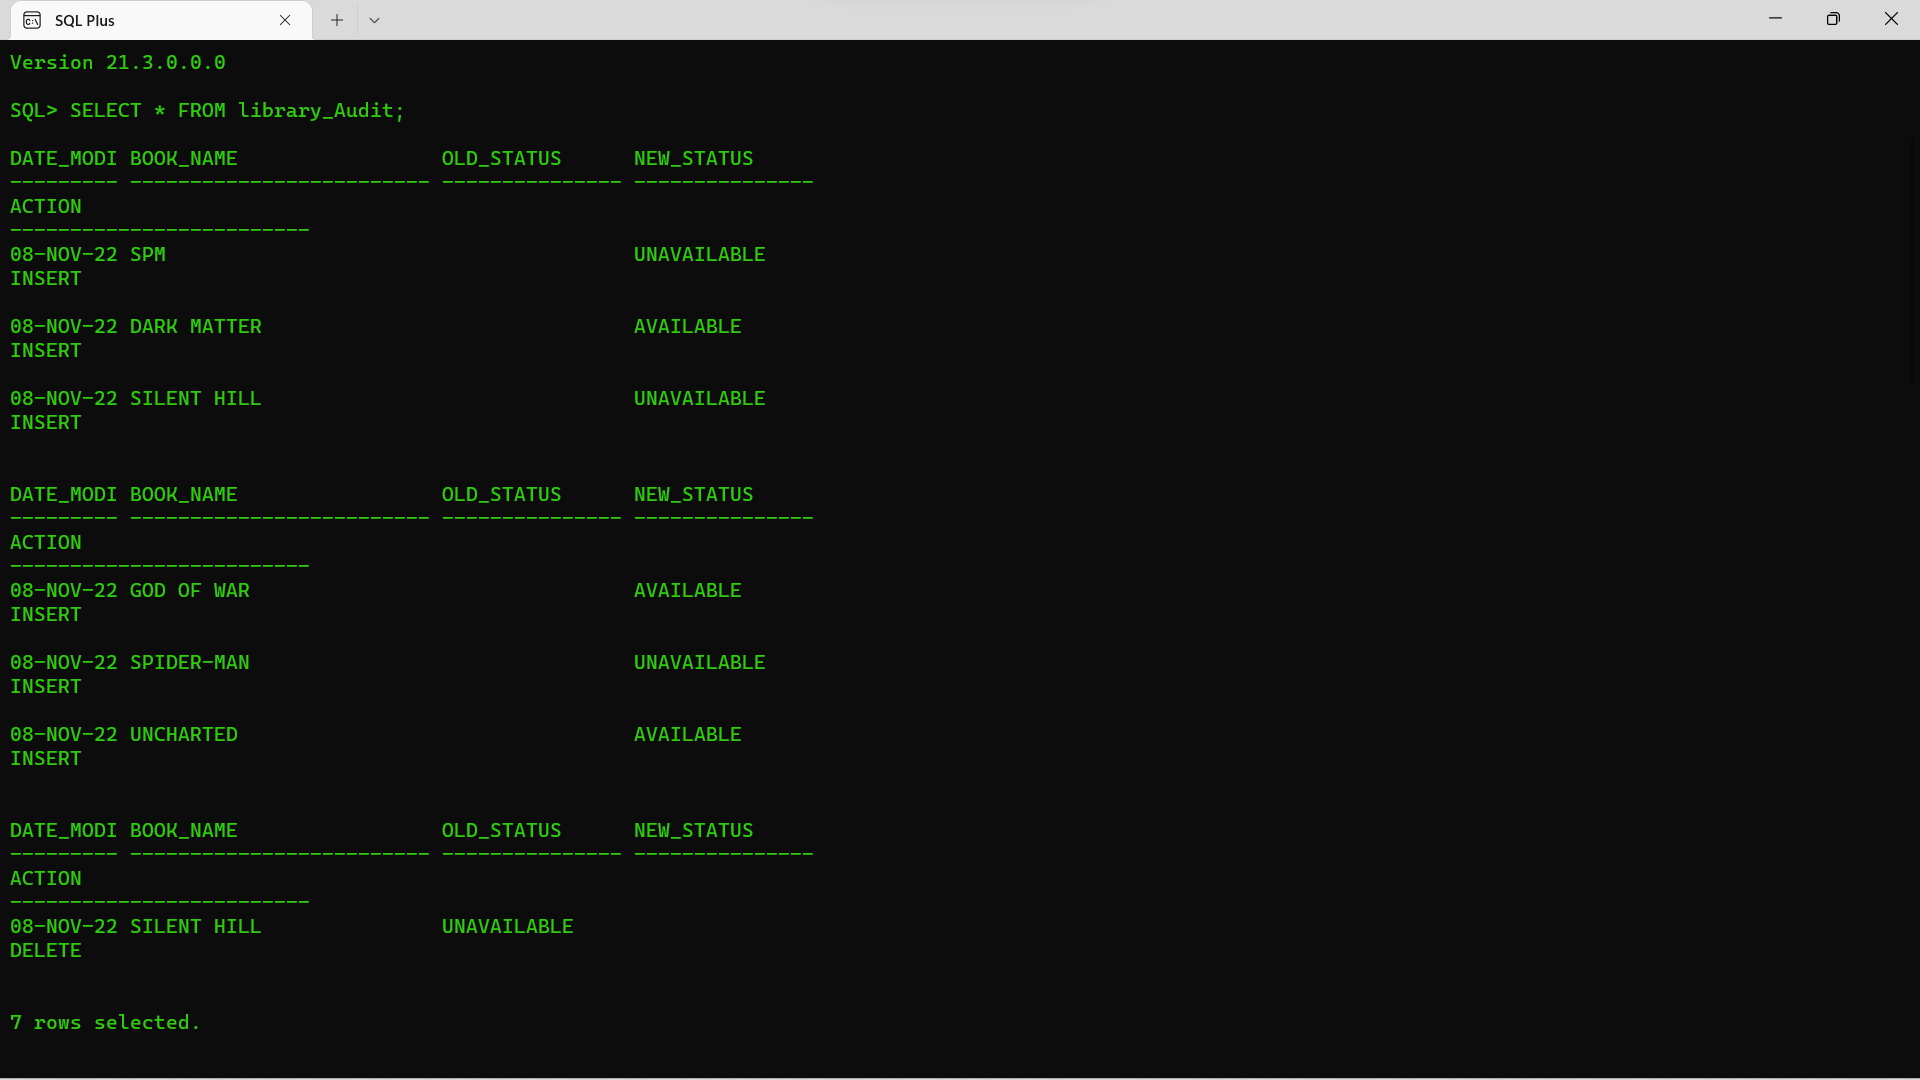 SQL Plus
Version 21.3.0.0.0
SQL> SELECT * FROM library_Audit;
DATE_MODI BOOK_NAME                 OLD_STATUS      NEW_STATUS
--------- ------------------------- --------------- ---------------
ACTION
-------------------------
08-NOV-22 SPM                                       UNAVAILABLE
INSERT
08-NOV-22 DARK MATTER                               AVAILABLE
INSERT
08-NOV-22 SILENT HILL                               UNAVAILABLE
INSERT
DATE_MODI BOOK_NAME                 OLD_STATUS      NEW_STATUS
--------- ------------------------- --------------- ---------------
ACTION
-------------------------
08-NOV-22 GOD OF WAR                                AVAILABLE
INSERT
08-NOV-22 SPIDER-MAN                                UNAVAILABLE
INSERT
08-NOV-22 UNCHARTED                                 AVAILABLE
INSERT
DATE_MODI BOOK_NAME                 OLD_STATUS      NEW_STATUS
--------- ------------------------- --------------- ---------------
ACTION
-------------------------
08-NOV-22 SILENT HILL               UNAVAILABLE
DELETE
7 rows selected.